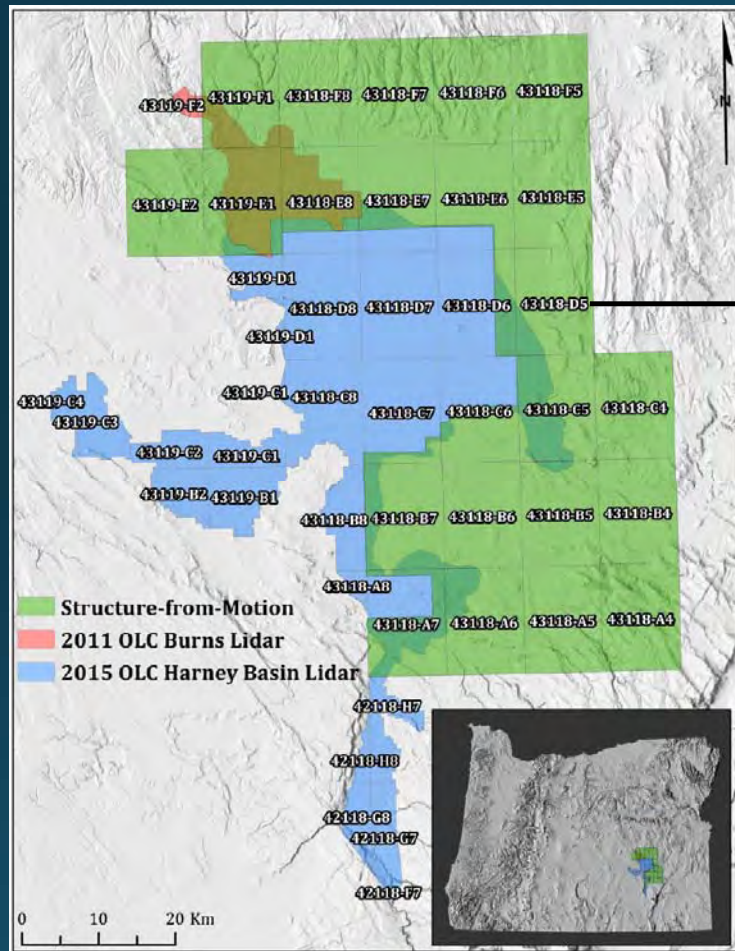 43119-F2 43119-F1 43118-F8 43118-F7 43118-F6 43118-F5
N
43119-E2 43119-E1 43118-E8 43118-E7 43118-E6 43118-E5
43119-D1
43118-D8 43118-D7 43118-D6 43118-D5
43119-D1
43119-C4 43119-C1 43118-C8 43118-C7 43118-C6 43118-C5 43118-C4
43119-C3
43119-C2 43119-C1
43119-B2 43119-B1
43118-B8 43118-B7 43118-B6 43118-B5 43118-B4
43118-A8
Structure-from-Motion
43118-A7 43118-A6 43118-A5 43118-A4
2011 OLC Burns Lidar
2015 OLC Harney Basin Lidar
42118-H7
42118-H8
42118-G8
42118-G7
42118-F7
0 10 20 Km